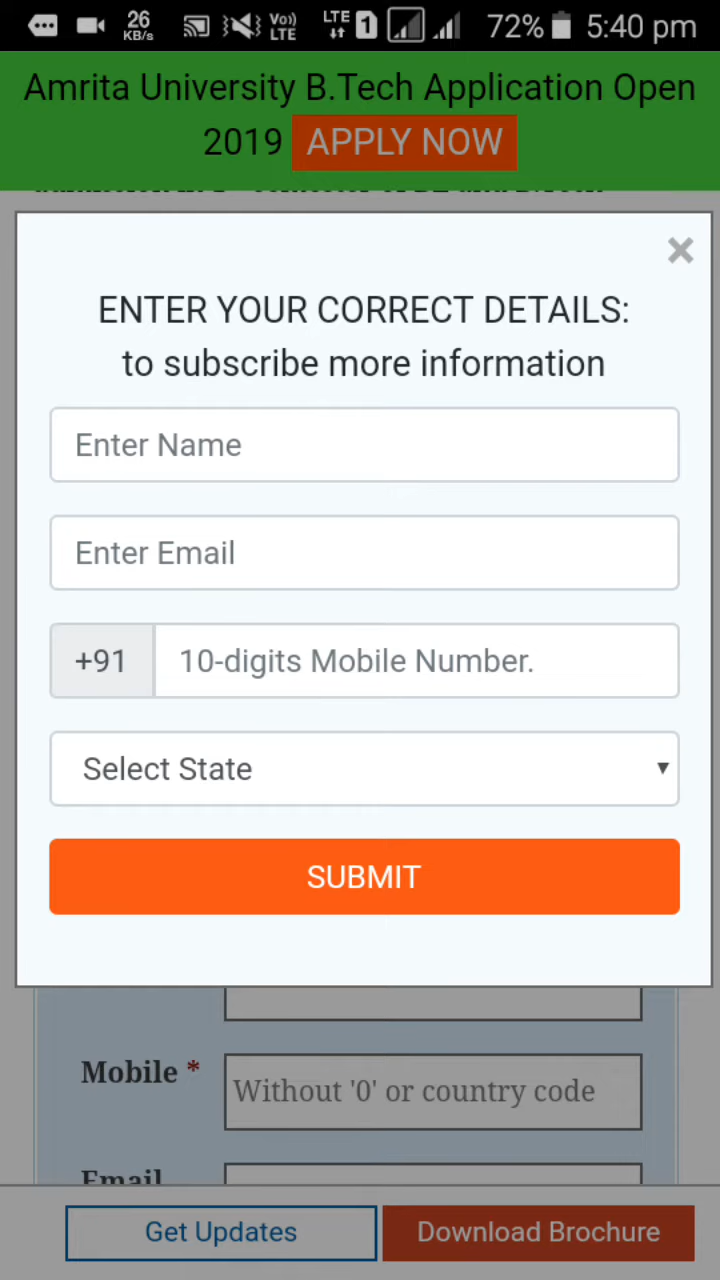 26
KB/s
Vo))
LTE
LTE
1
72%
5:40 pm
Amrita University B.Tech Application Open
2019 APPLY NOW
ENTER YOUR CORRECT DETAILS:
to subscribe more information
Enter Name
Enter Email
+91 10-digits Mobile Number.
Select State
SUBMIT
Mobile * Without '0' or country code
Email
Get Updates Download Brochure